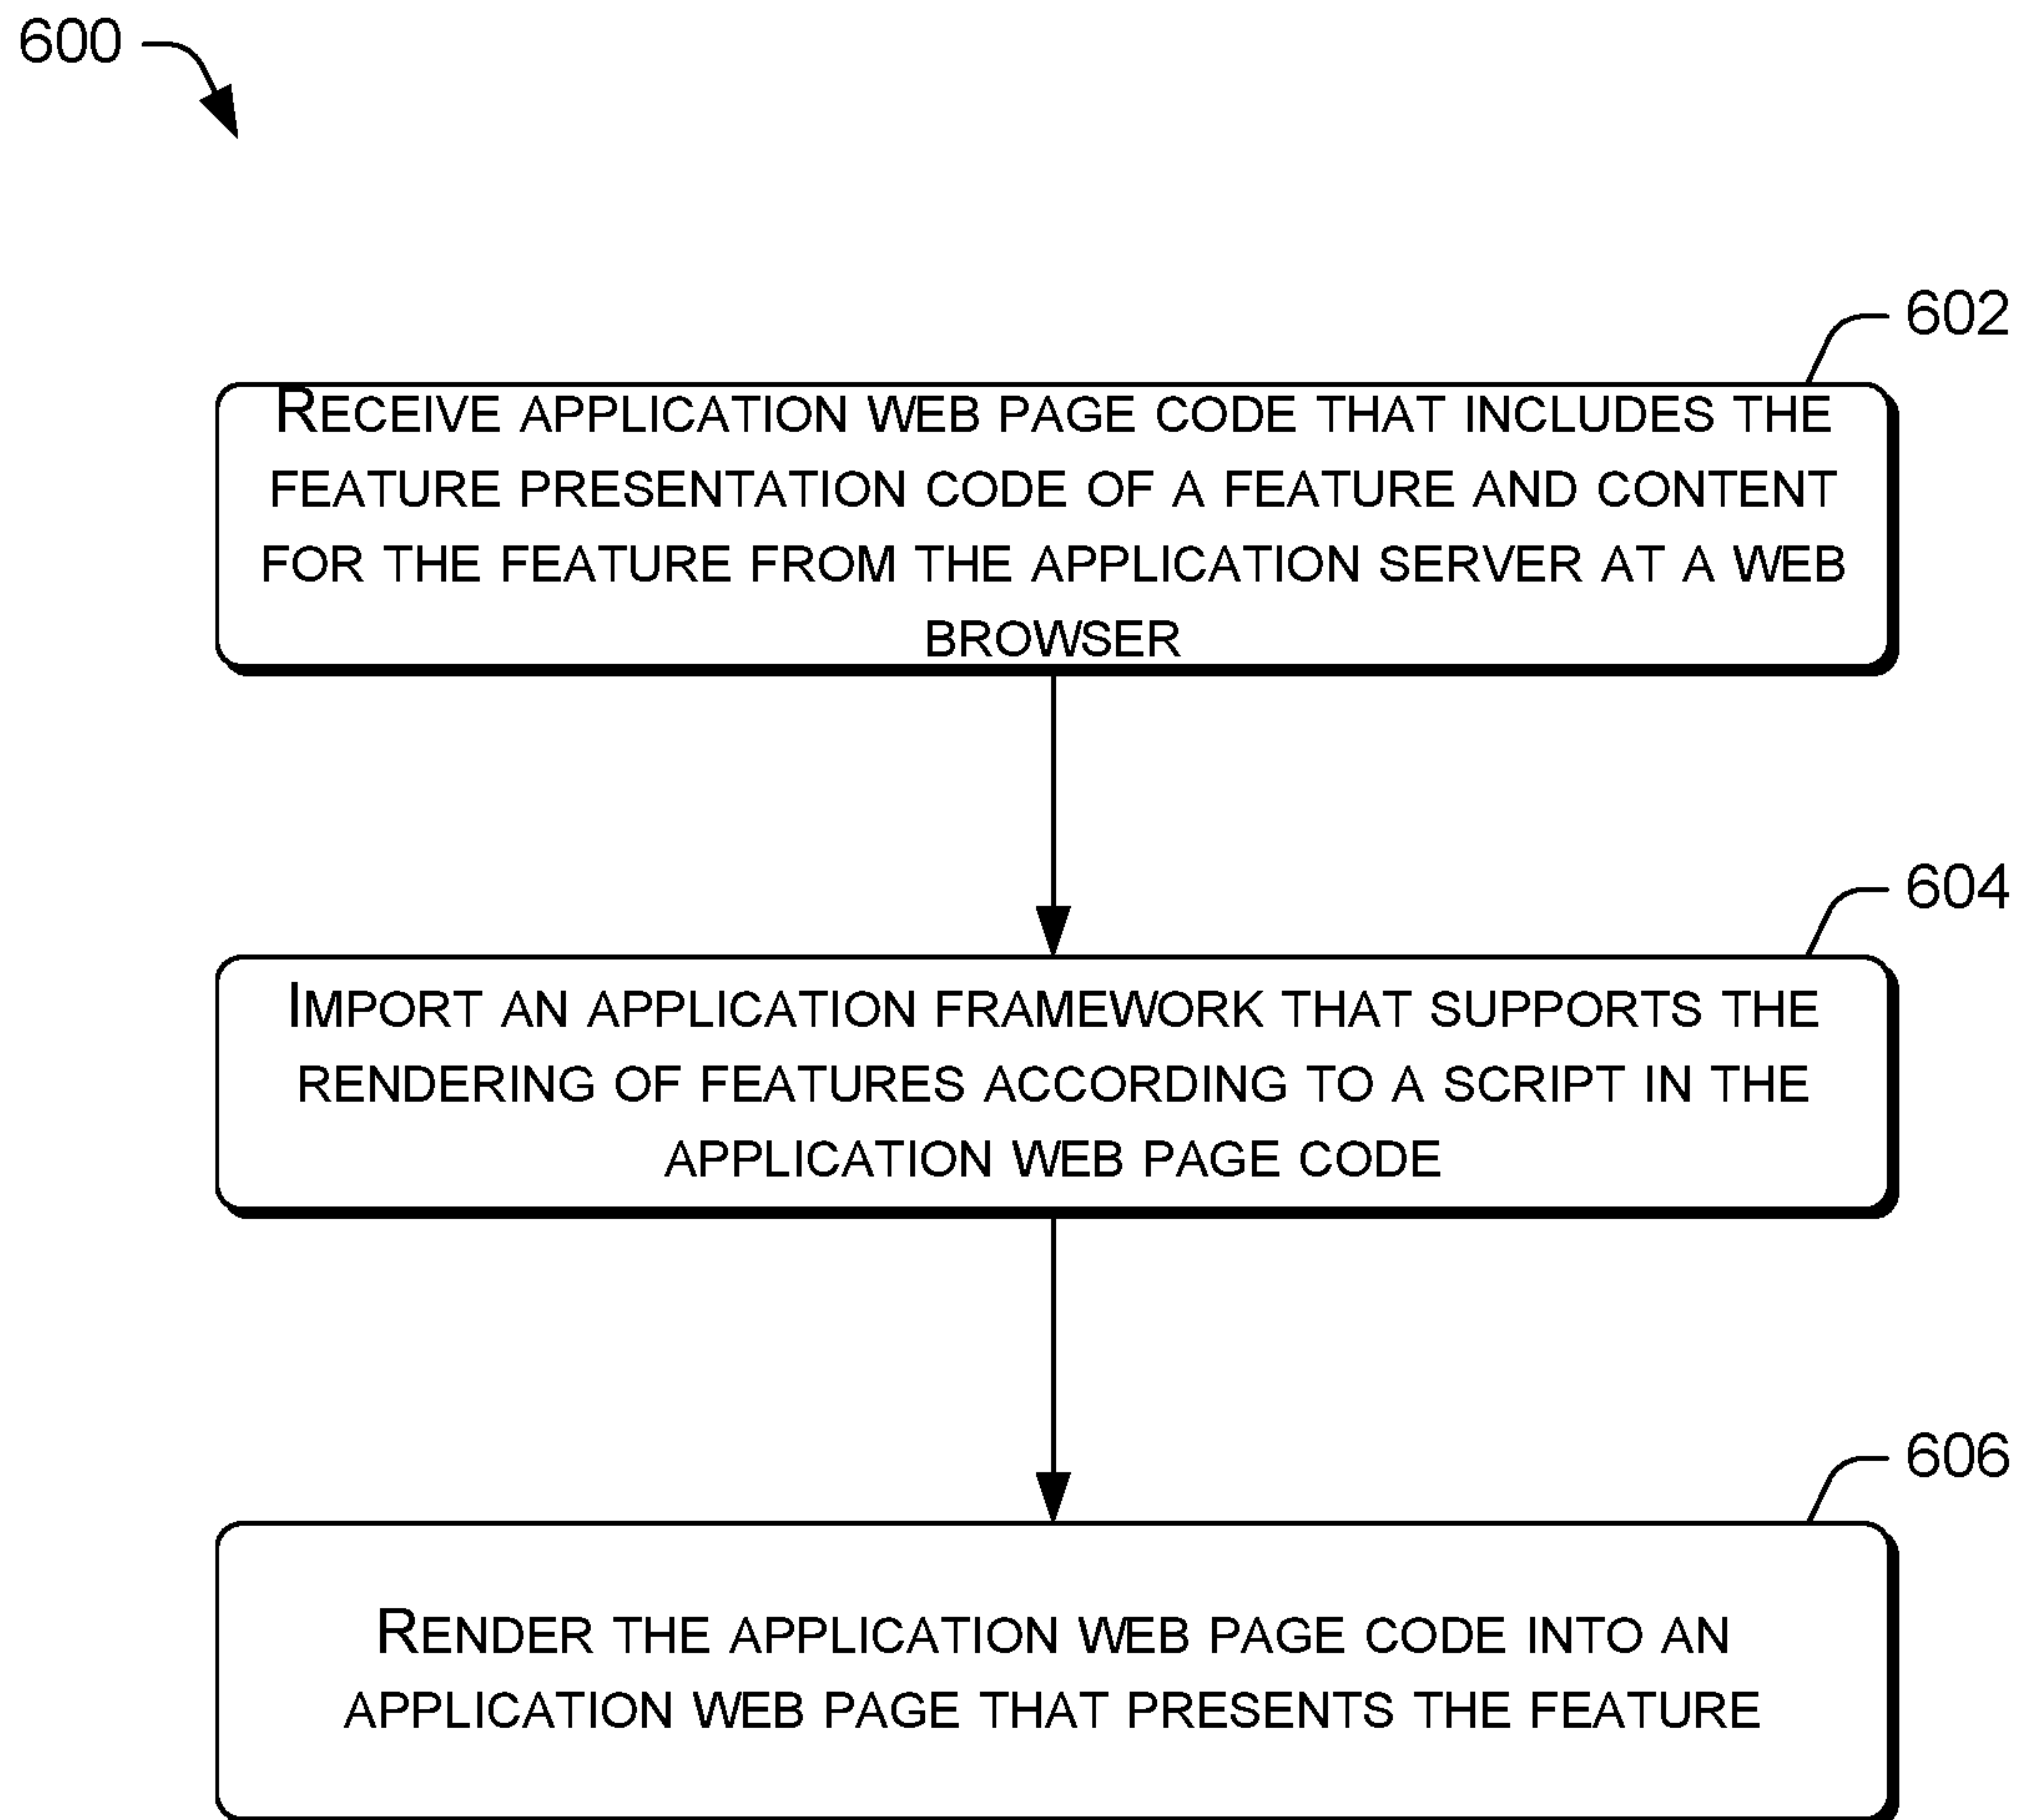 600
602
RECEIVE APPLICATION WEB PAGE CODE THAT INCLUDES THE
FEATURE PRESENTATION CODE OF A FEATURE AND CONTENT
FOR THE FEATURE FROM THE APPLICATION SERVER AT A WEB
BROWSER
604
IMPORT AN APPLICATION FRAMEWORK THAT SUPPORTS THE
RENDERING OF FEATURES ACCORDING TO A SCRIPT IN THE
APPLICATION WEB PAGE CODE
606
RENDER THE APPLICATION WEB PAGE CODE INTO AN
APPLICATION WEB PAGE THAT PRESENTS THE FEATURE